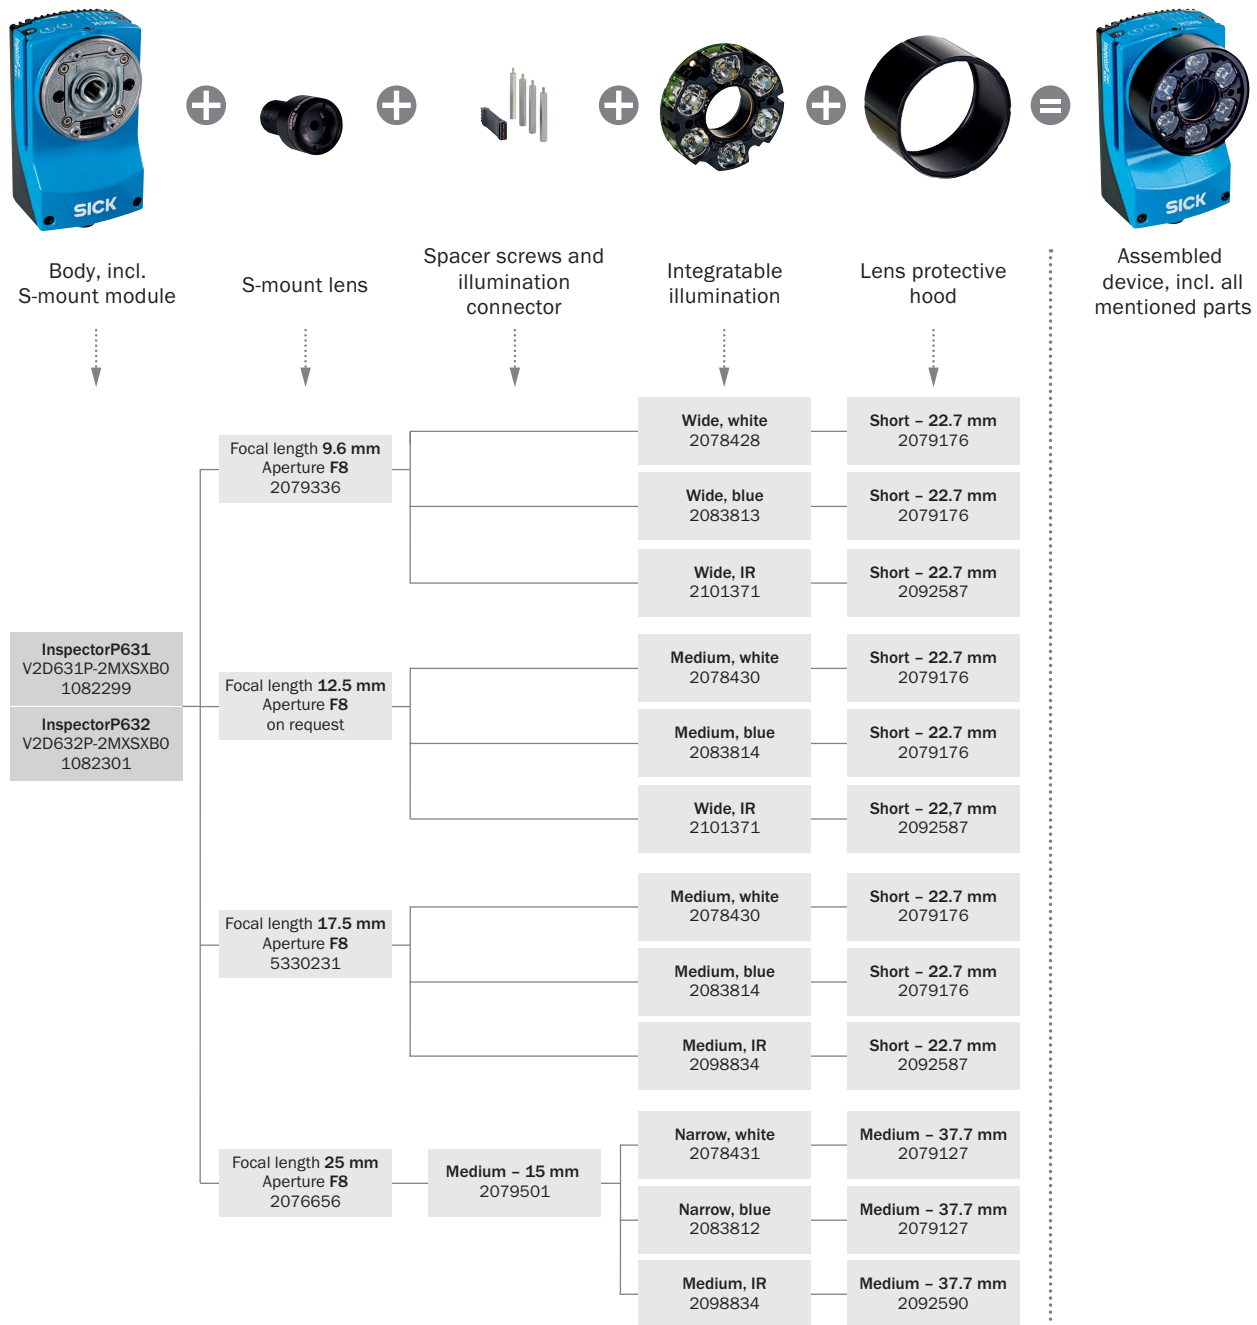 SICK
SICK
SICK
SICK
Body, incl.
S-mount module
S-mount lens
Spacer screws and
illumination
connector
Integratable
illumination
Lens protective
hood
Assembled
device, incl. all
mentioned parts
InspectorP631
V2D631P-2MXSXB0
1082299
InspectorP632
V2D632P-2MXSXB0
1082301
Focal length 9.6 mm
Aperture F8
2079336
Wide, white
2078428
Short – 22.7 mm
2079176
Wide, blue
2083813
Short – 22.7 mm
2079176
Wide, IR
2101371
Short – 22.7 mm
2092587
Focal length 12.5 mm
Aperture F8
on request
Medium, white
2078430
Short – 22.7 mm
2079176
Medium, blue
2083814
Short – 22.7 mm
2079176
Wide, IR
2101371
Short – 22,7 mm
2092587
Focal length 17.5 mm
Aperture F8
5330231
Medium, white
2078430
Short – 22.7 mm
2079176
Medium, blue
2083814
Short – 22.7 mm
2079176
Medium, IR
2098834
Short – 22.7 mm
2092587
Focal length 25 mm
Aperture F8
2076656
Medium – 15 mm
2079501
Narrow, white
2078431
Medium – 37.7 mm
2079127
Narrow, blue
2083812
Medium – 37.7 mm
2079127
Medium, IR
2098834
Medium – 37.7 mm
2092590